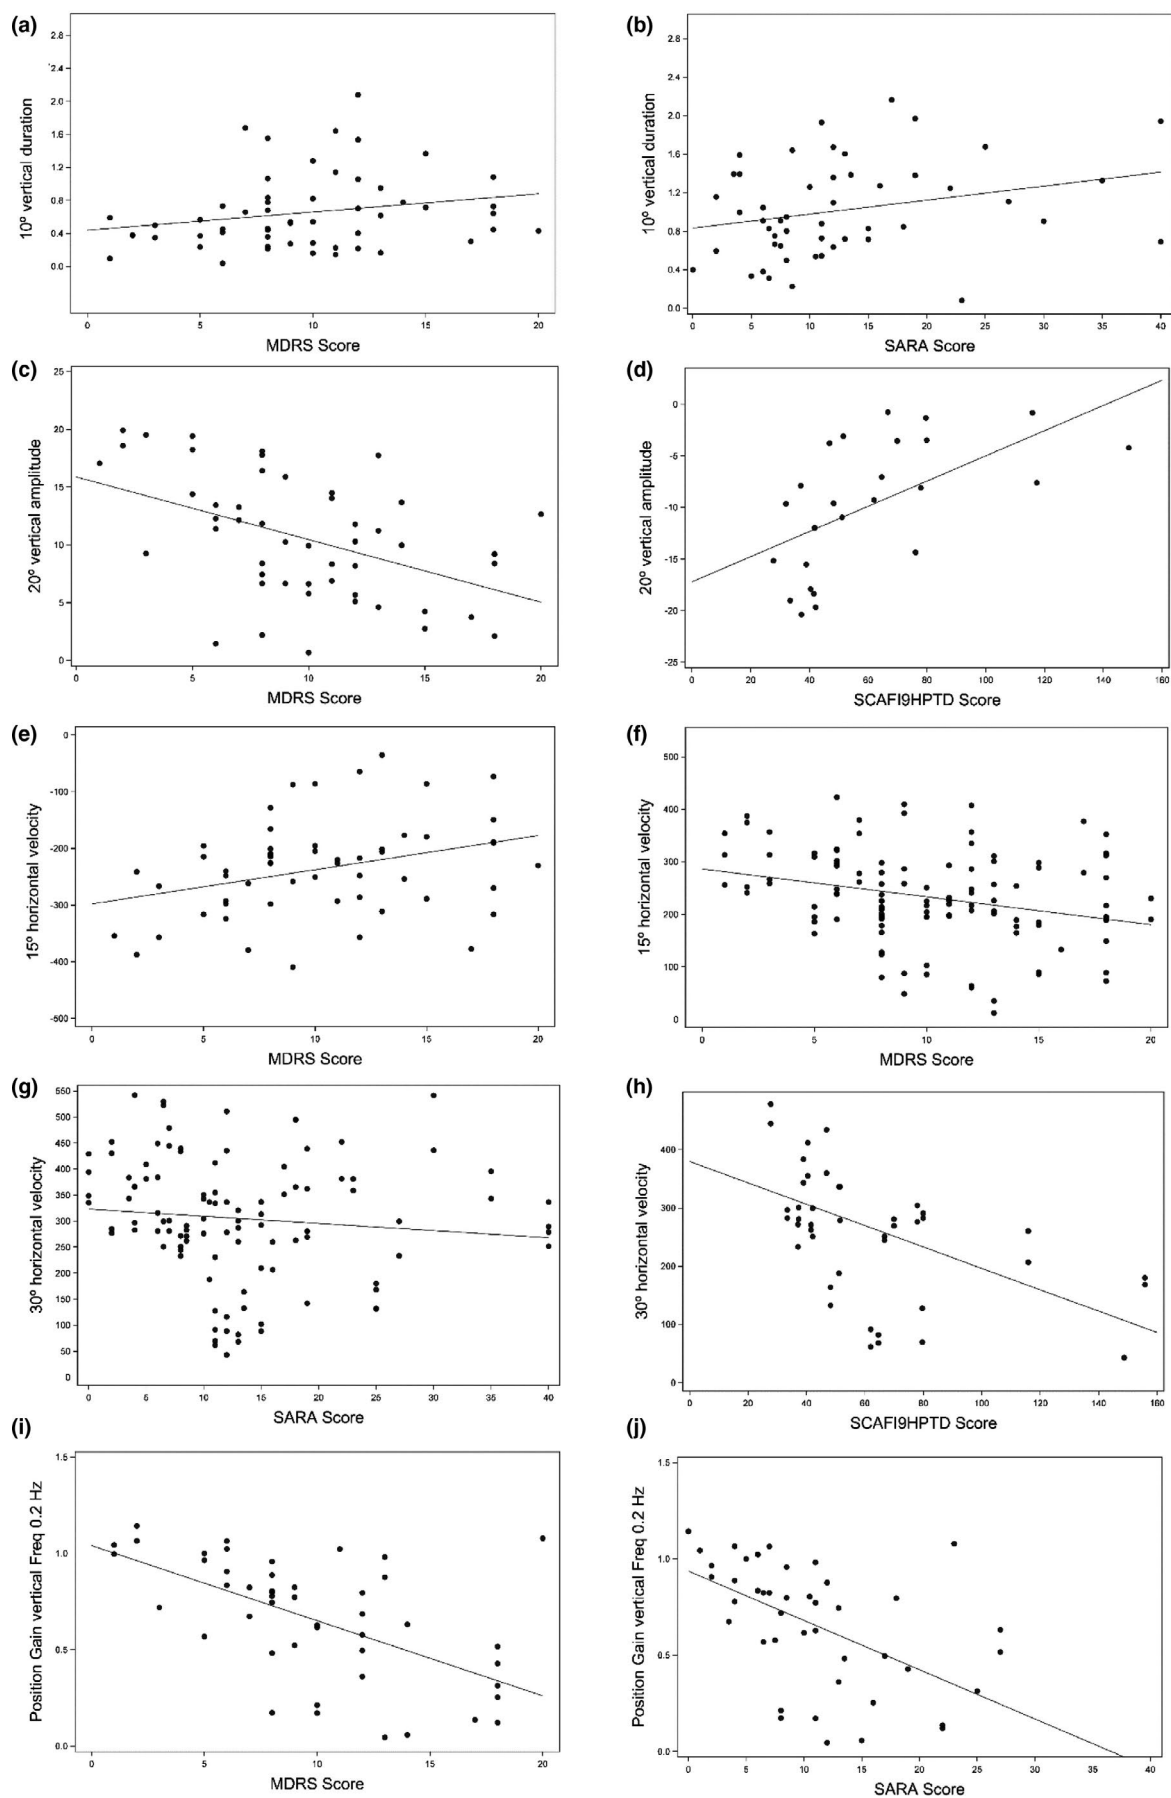 (a)
10º vertical duration
2.8
2.4
2.0
1.6
1.2
0.8
0.4
0.0
0 5 10 15 20
MDRS Score
(b)
10º vertical duration
2.8
2.4
2.0
1.6
1.2
0.8
0.4
0.0
0 5 10 15 20 25 30 35 40
SARA Score
(c)
20º vertical amplitude
25
20
15
10
5
0
0 5 10 15 20
MDRS Score
(d)
20º vertical amplitude
0
-5
-10
-15
-20
-25
0 20 40 60 80 100 120 140 160
SCAFI9HPTD Score
(e)
15º horizontal velocity
0
-100
-200
-300
-400
-500
0 5 10 15 20
MDRS Score
(f)
15º horizontal velocity
500
400
300
200
100
0
0 5 10 15 20
MDRS Score
(g)
30º horizontal velocity
550
500
450
400
350
300
250
200
150
100
50
0
0 5 10 15 20 25 30 35 40
SARA Score
(h)
30º horizontal velocity
400
300
200
100
0
0 20 40 60 80 100 120 140 160
SCAFI9HPTD Score
(i)
Position Gain vertical Freq 0.2 Hz
1.5
1.0
0.5
0.0
0 5 10 15 20
MDRS Score
(j)
Position Gain vertical Freq 0.2 Hz
1.5
1.0
0.5
0.0
0 5 10 15 20 25 30 35 40
SARA Score